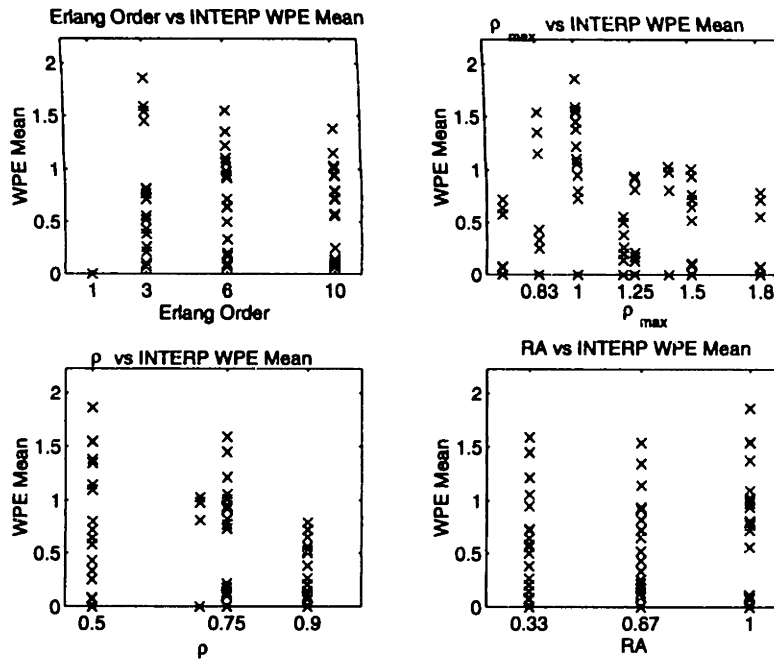 Erlang Order vs INTERP WPE Mean
WPE Mean
2
1.5
1
0.5
0
1 3 6 10
Erlang Order
ρ max vs INTERP WPE Mean
WPE Mean
2
1.5
1
0.5
0
0.83 1 1.25 1.5 1.8
ρ max
ρ vs INTERP WPE Mean
WPE Mean
2
1.5
1
0.5
0
0.5 0.75 0.9
ρ
RA vs INTERP WPE Mean
WPE Mean
2
1.5
1
0.5
0
0.33 0.67 1
RA